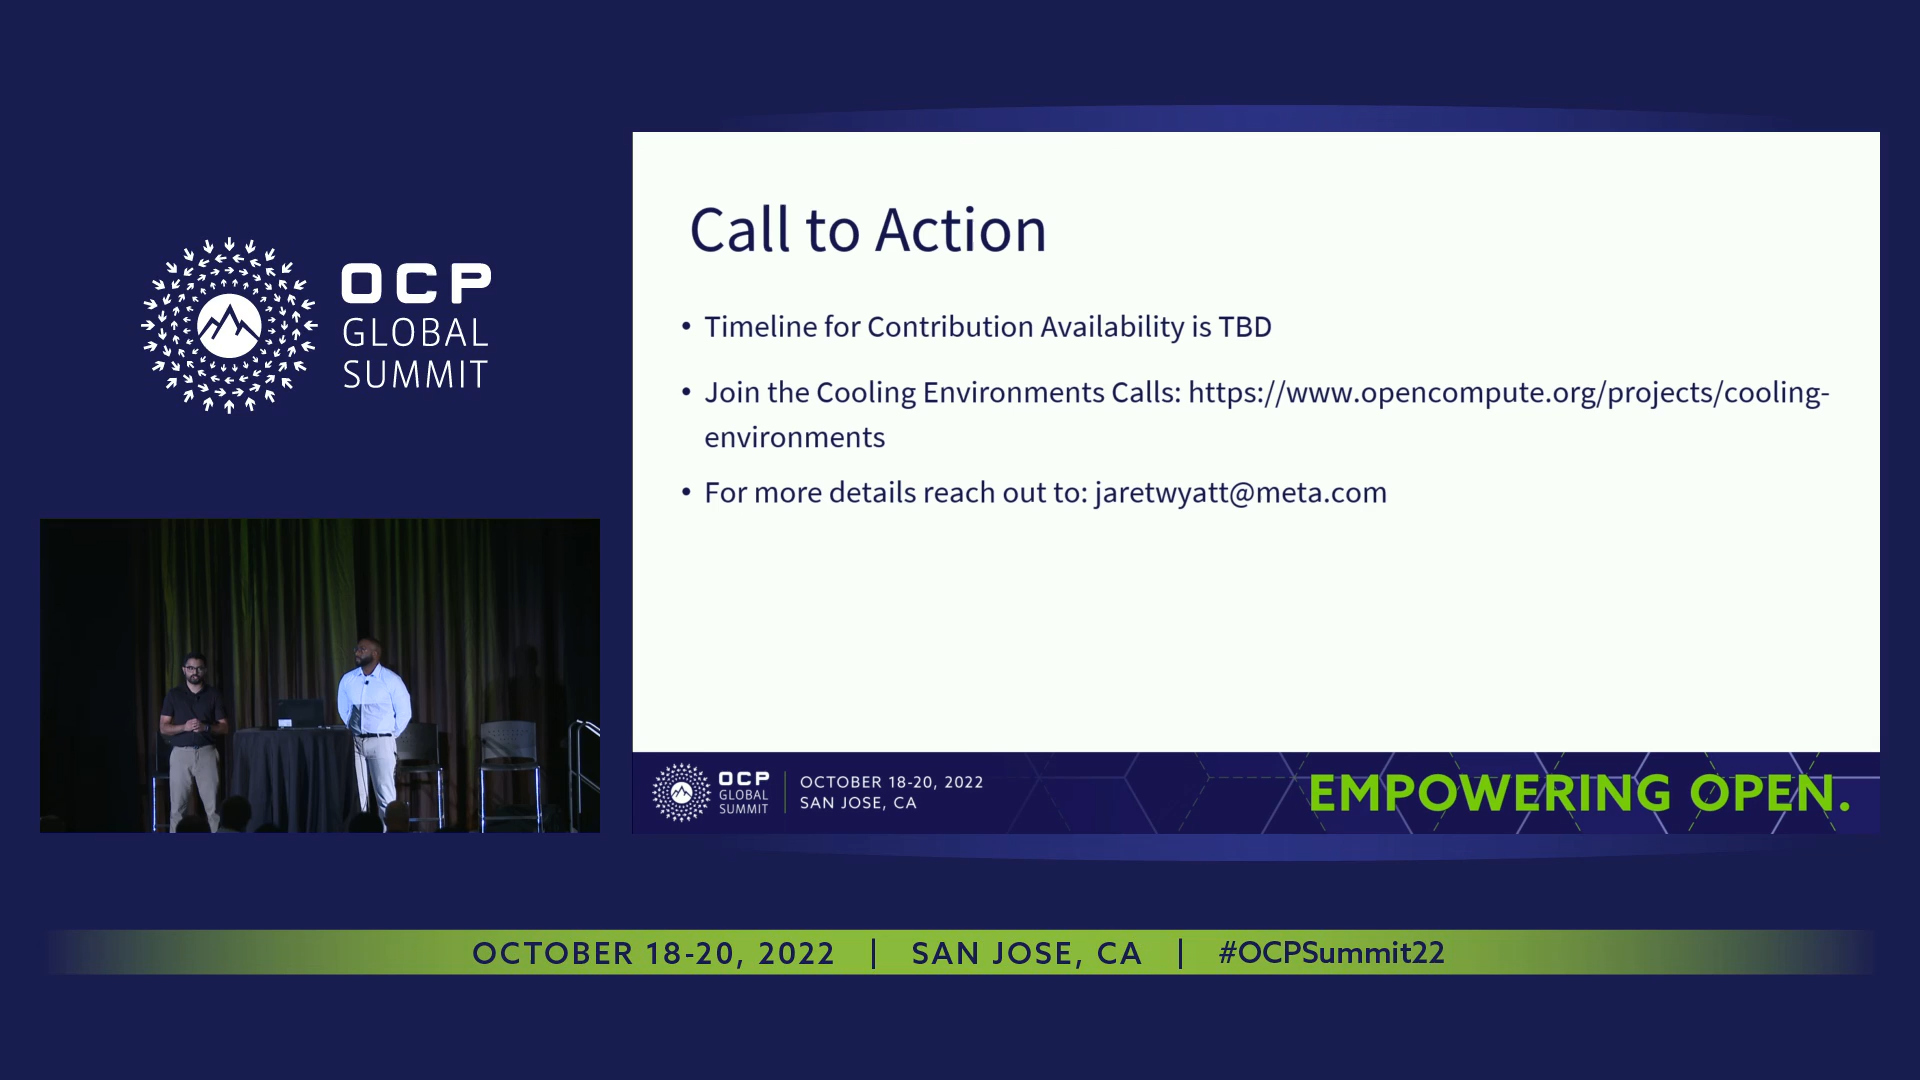 OCP
GLOBAL
SUMMIT
Call to Action
• Timeline for Contribution Availability is TBD
• Join the Cooling Environments Calls: https://www.opencompute.org/projects/cooling-
environments
• For more details reach out to: jaretwyatt@meta.com
OCP
GLOBAL
SUMMIT
OCTOBER 18-20, 2022
SAN JOSE, CA
EMPOWERING OPEN.
OCTOBER 18-20, 2022 | SAN JOSE, CA | #OCPSummit22